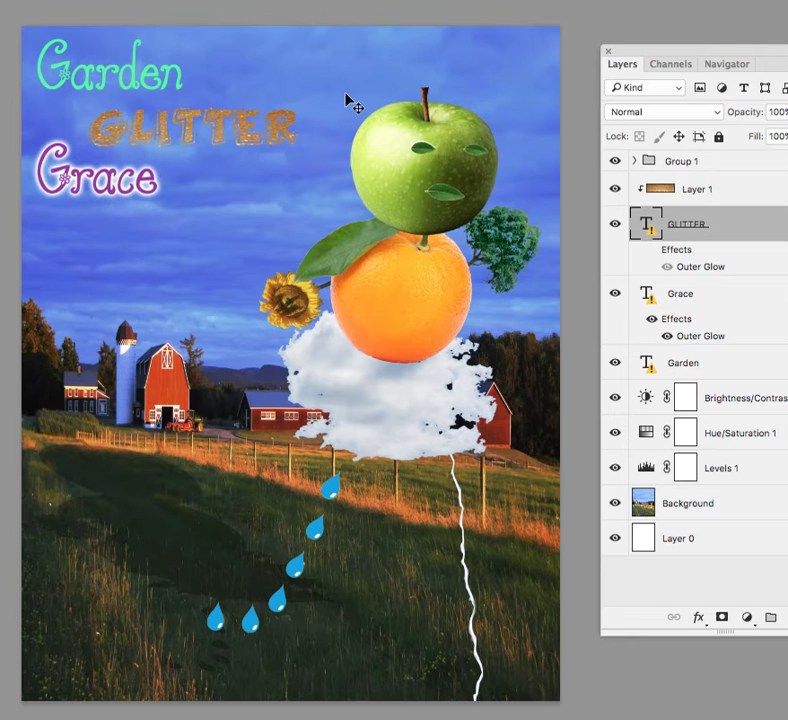 Garden
GLITTER
Grace
Layers Channels Navigator
Kind
Normal Opacity: 100%
Lock: Fill: 100%
Group 1
Layer 1
GLITTER
Effects
Outer Glow
Grace
Effects
Outer Glow
Garden
Brightness/Contras
Hue/Saturation 1
Levels 1
Background
Layer 0
fx